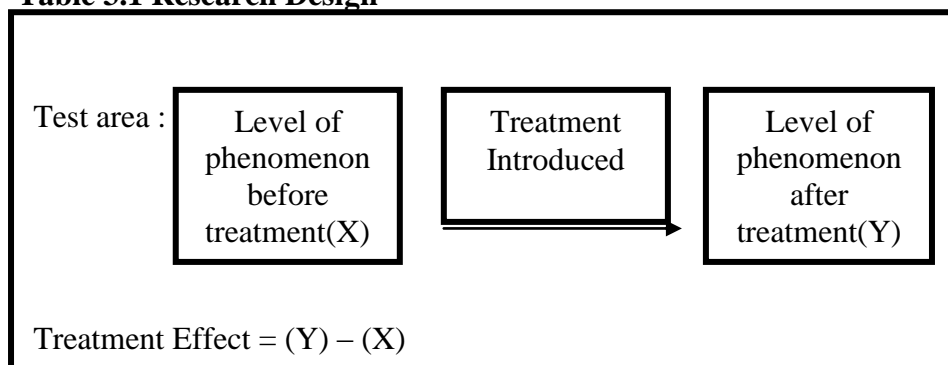 Table 3.1 Research Design
Test area :
Level of
phenomenon
before
treatment(X)
Treatment
Introduced
Level of
phenomenon
after
treatment(Y)
Treatment Effect = (Y) – (X)